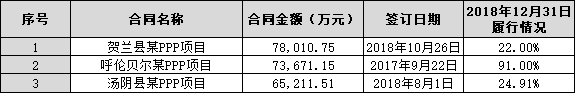 序号 合同名称 合同金额（万元） 签订日期 2018年12月31日
履行情况
1 贺兰县某PPP项目 78,010.75 2018年10月26日 22.00%
2 呼伦贝尔某PPP项目 73,671.15 2017年9月22日 91.00%
3 汤阴县某PPP项目 65,211.51 2018年8月1日 24.91%